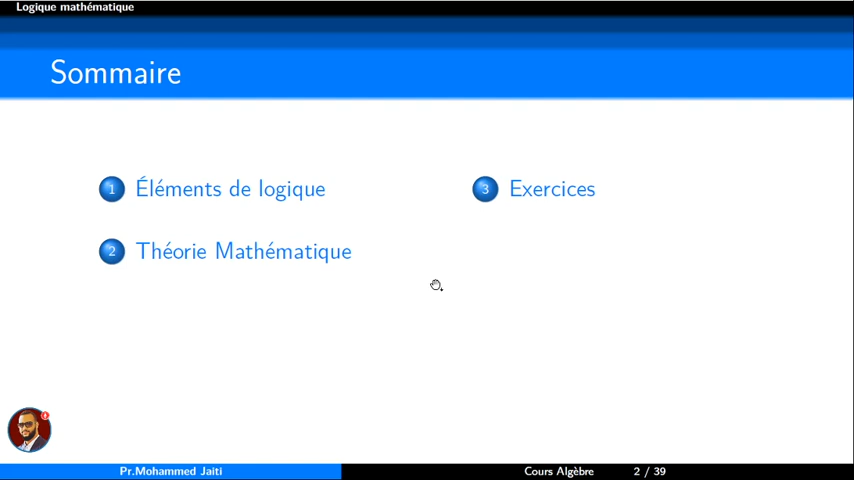 Logique mathématique
Sommaire
1 Éléments de logique
2 Théorie Mathématique
3 Exercices
Pr.Mohammed Jaiti
Cours Algèbre 2 / 39